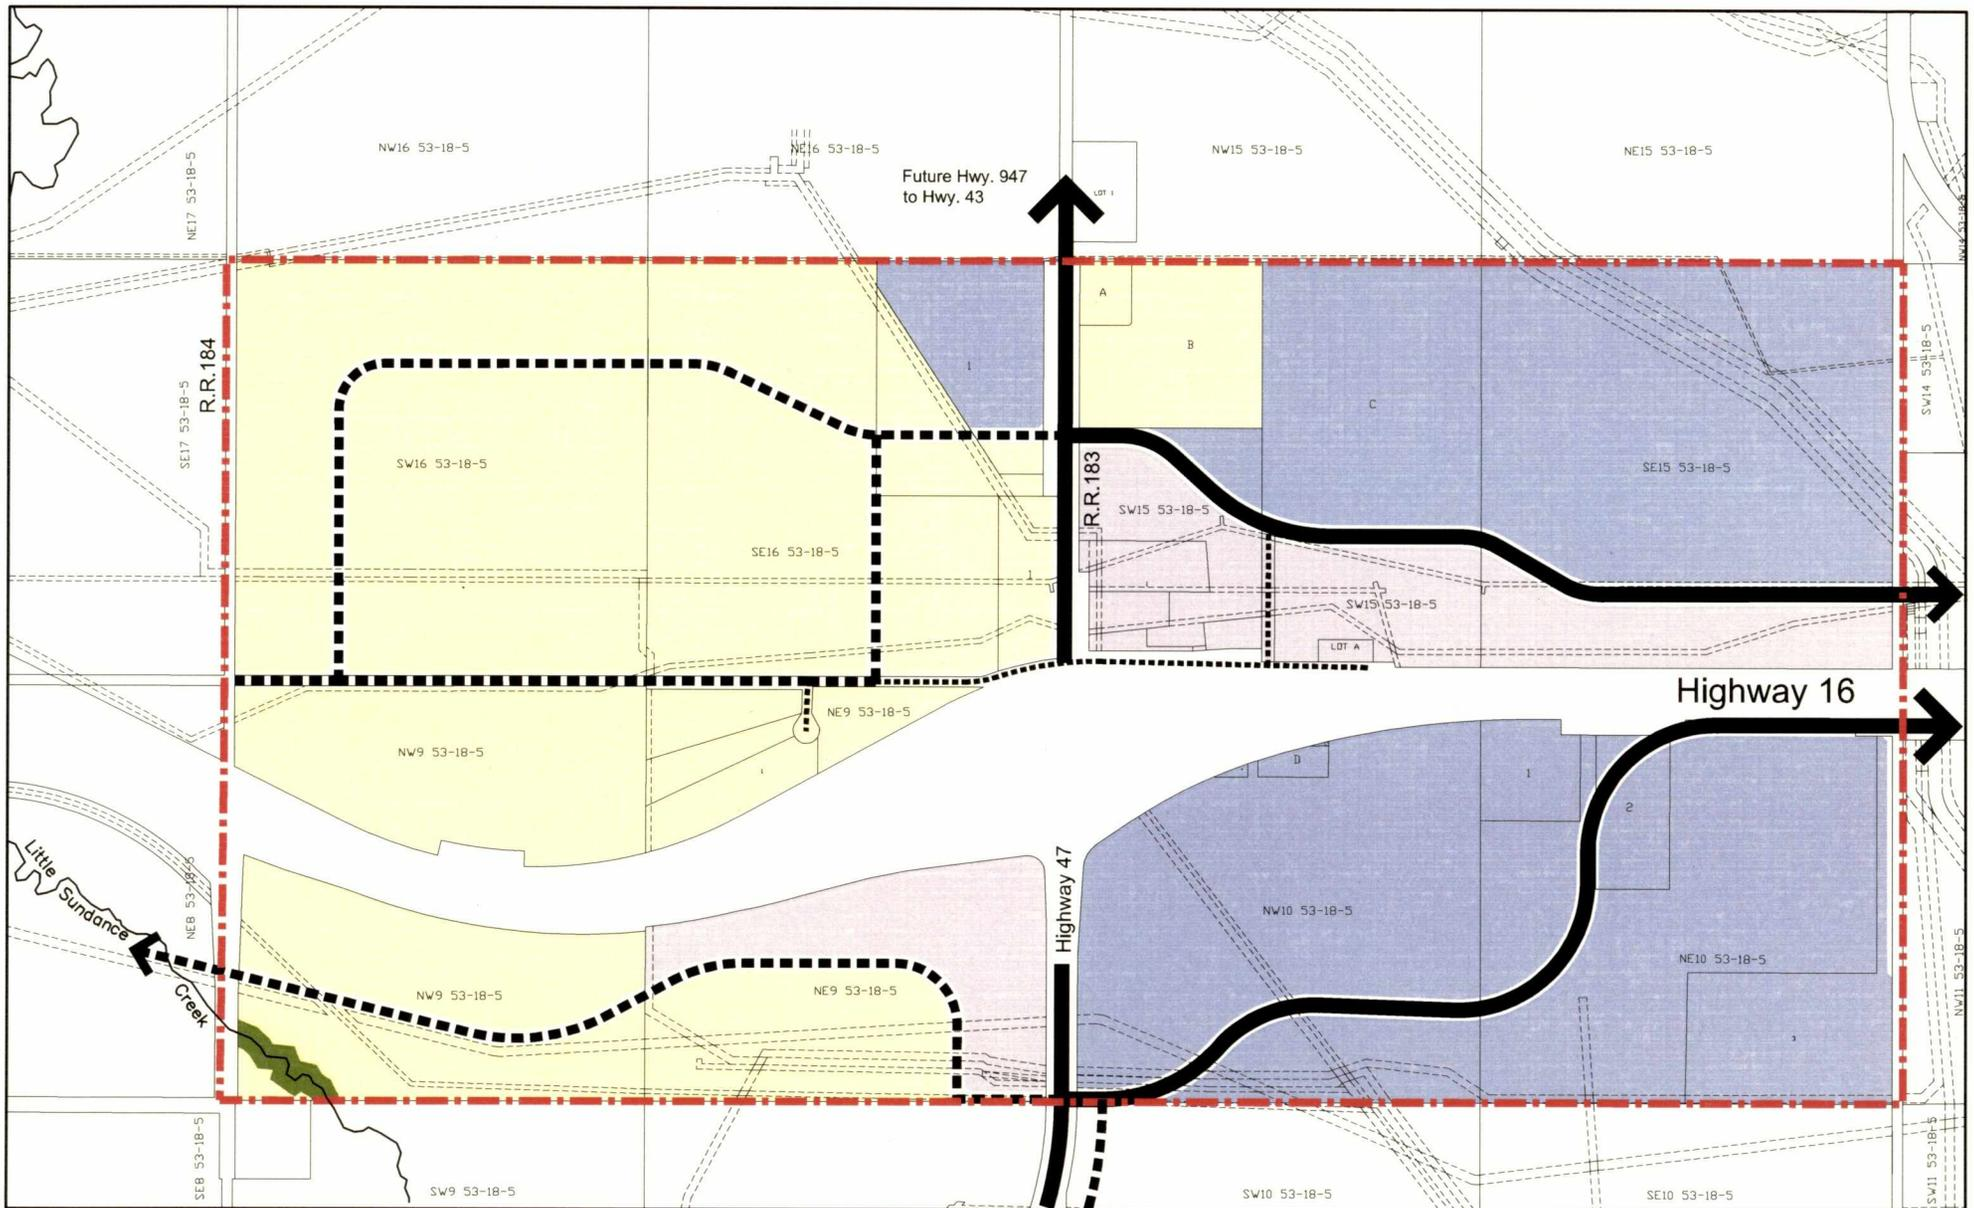 NW16 53-18-5
NE16 53-18-5
NW15 53-18-5
NE15 53-18-5
NE17 53-18-5
Future Hwy. 947
to Hwy. 43
LOT 1
A
B
1
C
R.R.184
SE17 53-18-5
SW14 53-18-5
SW16 53-18-5
R.R.183
SE15 53-18-5
SW15 53-18-5
SE16 53-18-5
1
SW15 53-18-5
LOT A
Highway 16
NE9 53-18-5
NW9 53-18-5
D
1
2
Little Sundance
Creek
NE8 53-18-5
Highway 47
NW10 53-18-5
NE10 53-18-5
NW11 53-18-5
NW9 53-18-5
NE9 53-18-5
3
SE8 53-18-5
SW9 53-18-5
SW10 53-18-5
SE10 53-18-5
SW11 53-18-5